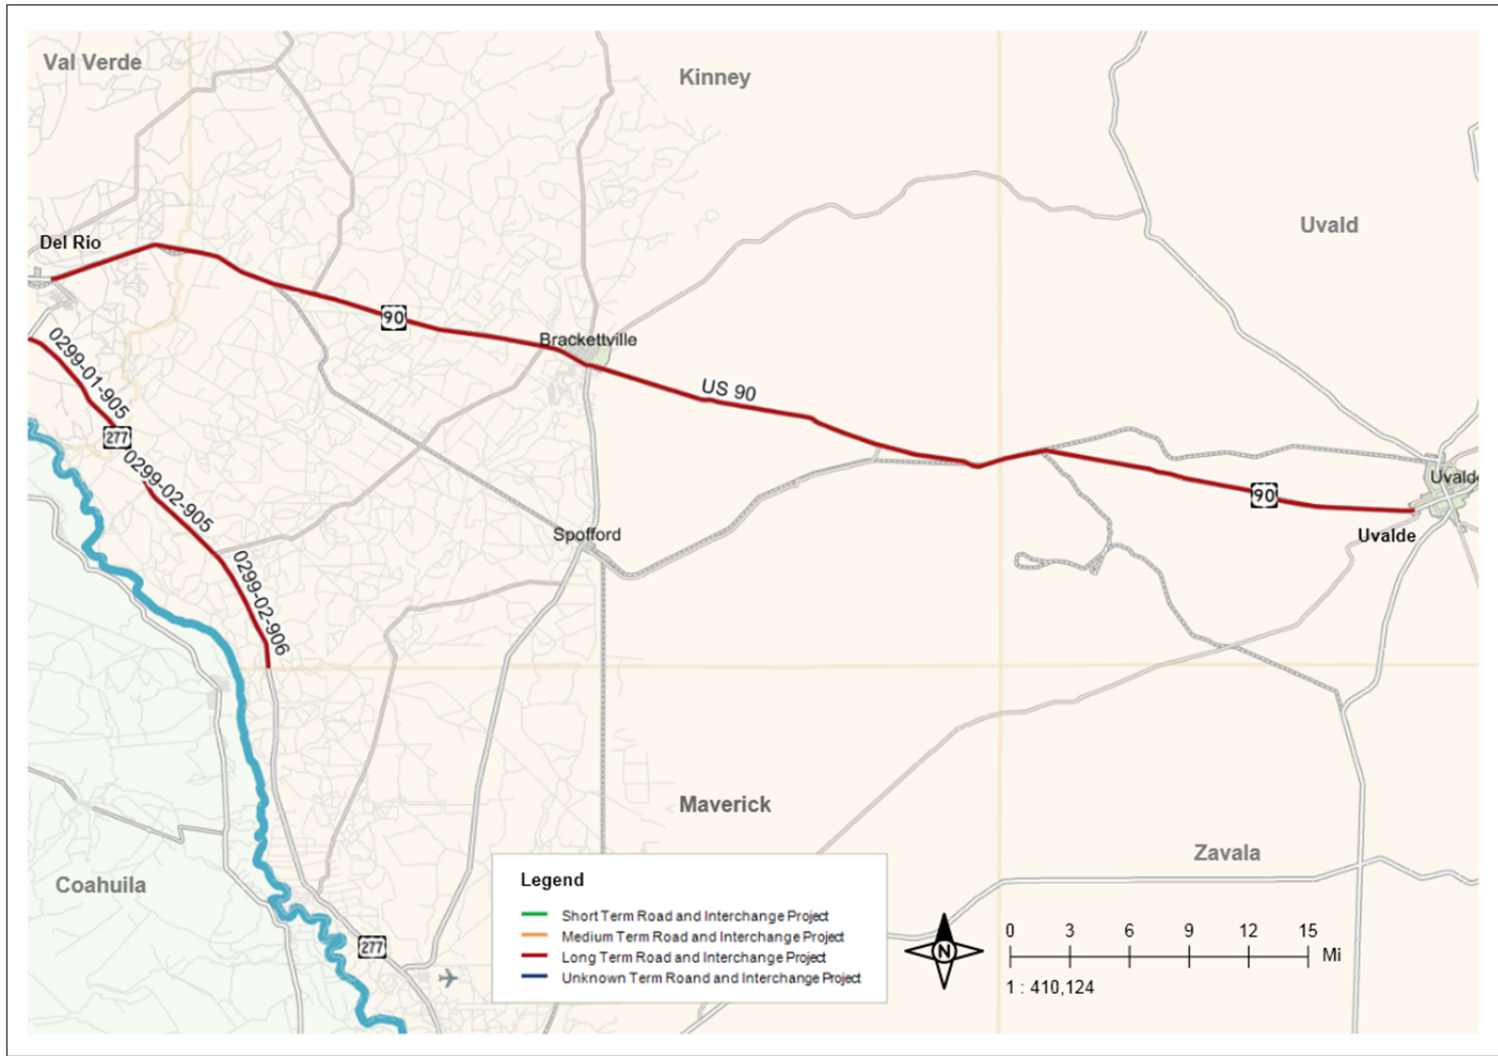 Val Verde
Kinney
Uvald
Del Rio
90
Brackettville
0299-01-905
US 90
277
0299-02-905
90
Uvalde
Uvalde
Spofford
0299-02-906
Maverick
Zavala
Coahuila
277
Legend
Short Term Road and Interchange Project
Medium Term Road and Interchange Project
Long Term Road and Interchange Project
Unknown Term Roand and Interchange Project
N
0 3 6 9 12 15
Mi
1 : 410,124